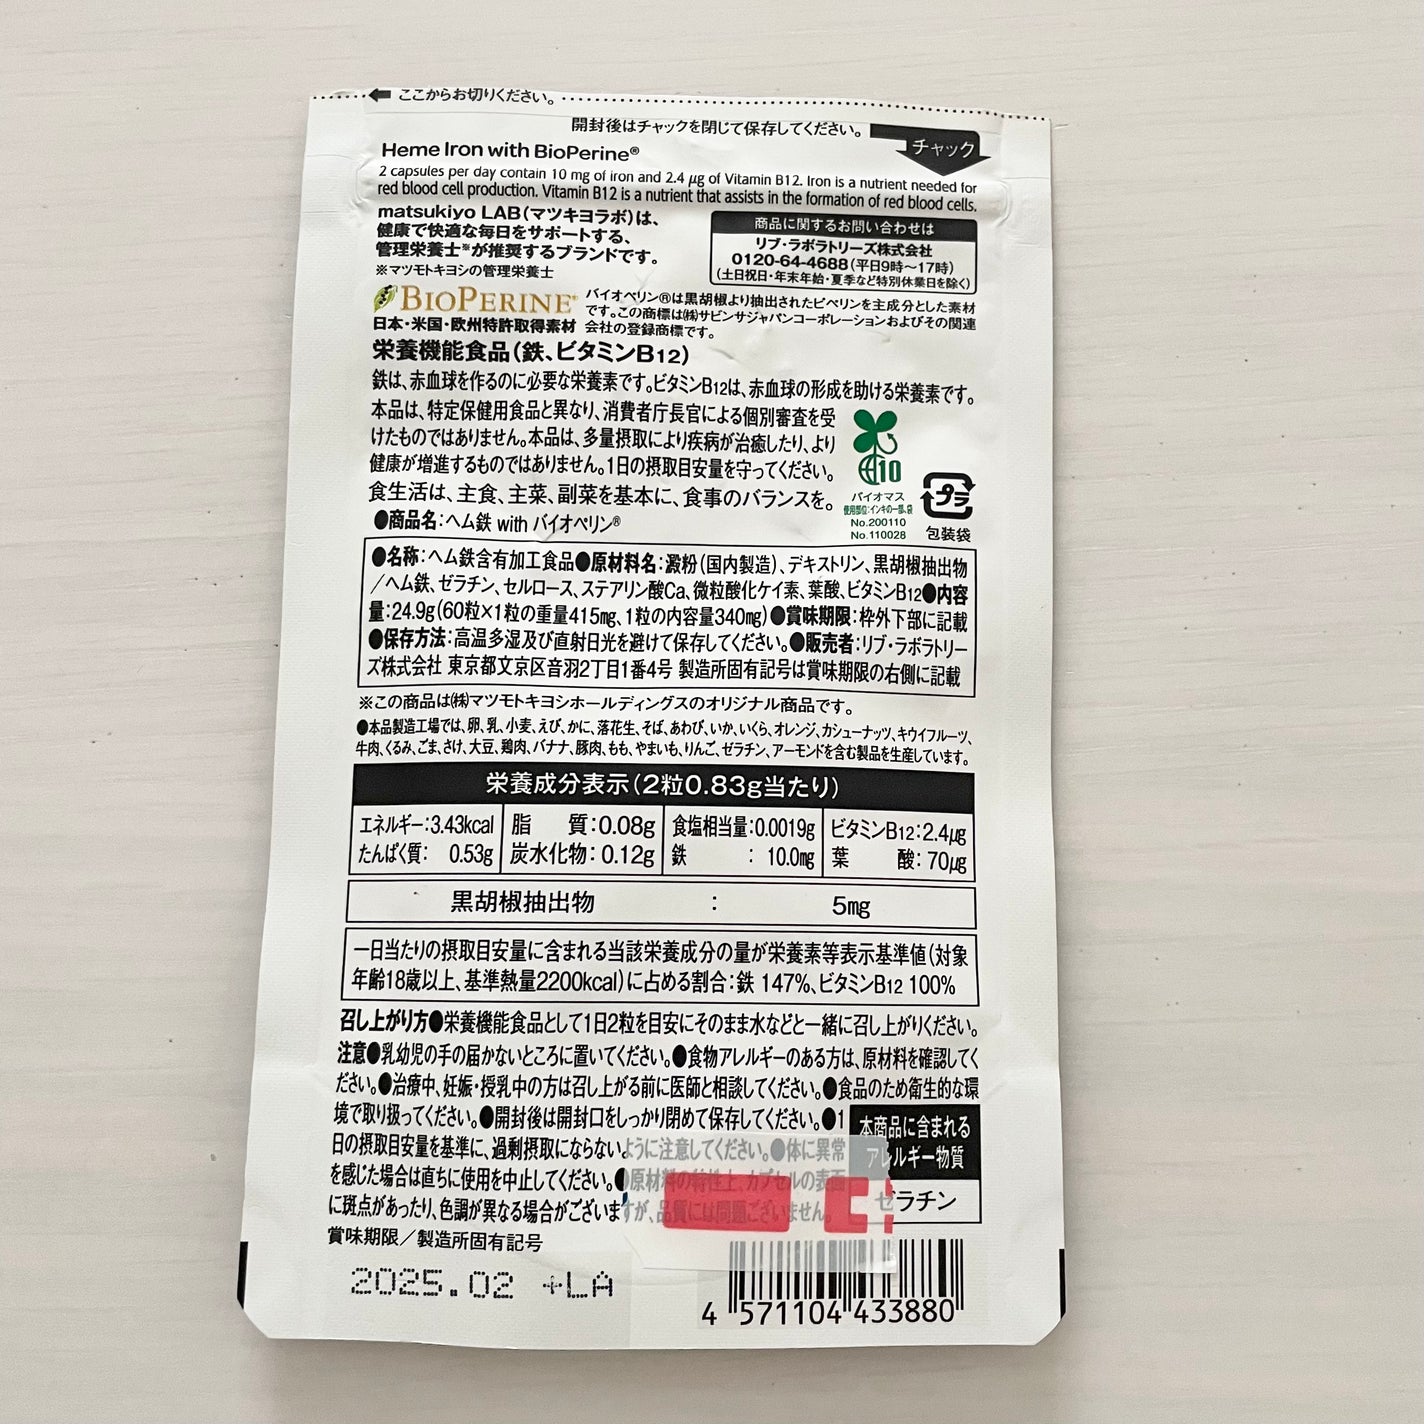 ここからお切りください。
開封後はチャックを閉じて保存してください。
チャック
Heme Iron with BioPerine®
2 capsules per day contain 10 mg of iron and 2.4 μg of Vitamin B12. Iron is a nutrient needed for
red blood cell production. Vitamin B12 is a nutrient that assists in the formation of red blood cells.
matsukiyo LAB(マツキヨラボ)は、
健康で快適な毎日をサポートする、
管理栄養士※が推奨するブランドです。
※マツモトキヨシの管理栄養士
商品に関するお問い合わせは
リブ・ラボラトリーズ株式会社
0120-64-4688(平日9時〜17時)
(土日祝日・年末年始・夏季など特別休業日を除く)
BIOPERINE®
日本・米国・欧州特許取得素材
バイオペリン®は黒胡椒より抽出されたピペリンを主成分とした素材
です。この商標は㈱サビンサジャパンコーポレーションおよびその関連
会社の登録商標です。
栄養機能食品(鉄、ビタミンB12)
鉄は、赤血球を作るのに必要な栄養素です。ビタミンB12は、赤血球の形成を助ける栄養素です。
本品は、特定保健用食品と異なり、消費者庁長官による個別審査を受
けたものではありません。本品は、多量摂取により疾病が治癒したり、より
健康が増進するものではありません。1日の摂取目安量を守ってください。
食生活は、主食、主菜、副菜を基本に、食事のバランスを。
10
バイオマス
使用部位:インキの一部、袋
No.200110
No.110028
プラ
包装袋
●商品名:ヘム鉄 with バイオペリン®
●名称:ヘム鉄含有加工食品●原材料名:澱粉(国内製造)、デキストリン、黒胡椒抽出物
/ヘム鉄、ゼラチン、セルロース、ステアリン酸Ca、微粒酸化ケイ素、葉酸、ビタミンB12●内容
量:24.9g(60粒×1粒の重量415mg、1粒の内容量340mg)●賞味期限:枠外下部に記載
●保存方法:高温多湿及び直射日光を避けて保存してください。●販売者:リブ・ラボラトリー
ズ株式会社 東京都文京区音羽2丁目1番4号 製造所固有記号は賞味期限の右側に記載
※この商品は㈱マツモトキヨシホールディングスのオリジナル商品です。
●本品製造工場では、卵、乳、小麦、えび、かに、落花生、そば、あわび、いか、いくら、オレンジ、カシューナッツ、キウイフルーツ、
牛肉、くるみ、ごま、さけ、大豆、鶏肉、バナナ、豚肉、もも、やまいも、りんご、ゼラチン、アーモンドを含む製品を生産しています。
栄養成分表示(2粒0.83g当たり)
エネルギー:3.43kcal 脂 質:0.08g 食塩相当量:0.0019g ビタミンB12:2.4μg
たんぱく質: 0.53g 炭水化物:0.12g 鉄 : 10.0mg 葉 酸:70μg
黒胡椒抽出物 : 5mg
一日当たりの摂取目安量に含まれる当該栄養成分の量が栄養素等表示基準値(対象
年齢18歳以上、基準熱量2200kcal)に占める割合:鉄 147%、ビタミンB12 100%
召し上がり方●栄養機能食品として1日2粒を目安にそのまま水などと一緒に召し上がりください。
注意●乳幼児の手の届かないところに置いてください。●食物アレルギーのある方は、原材料を確認してく
ださい。●治療中、妊娠・授乳中の方は召し上がる前に医師と相談してください。●食品のため衛生的な環
境で取り扱ってください。●開封後は開封口をしっかり閉めて保存してください。●1
日の摂取目安量を基準に、過剰摂取にならないように注意してください。●体に異常
を感じた場合は直ちに使用を中止してください。●原材料の特性上、カプセルの表面
に斑点があったり、色調が異なる場合がございますが、品質には問題ございません。
本商品に含まれる
アレルギー物質
ゼラチン
賞味期限/製造所固有記号
2025.02 +LA
4 571104 433880